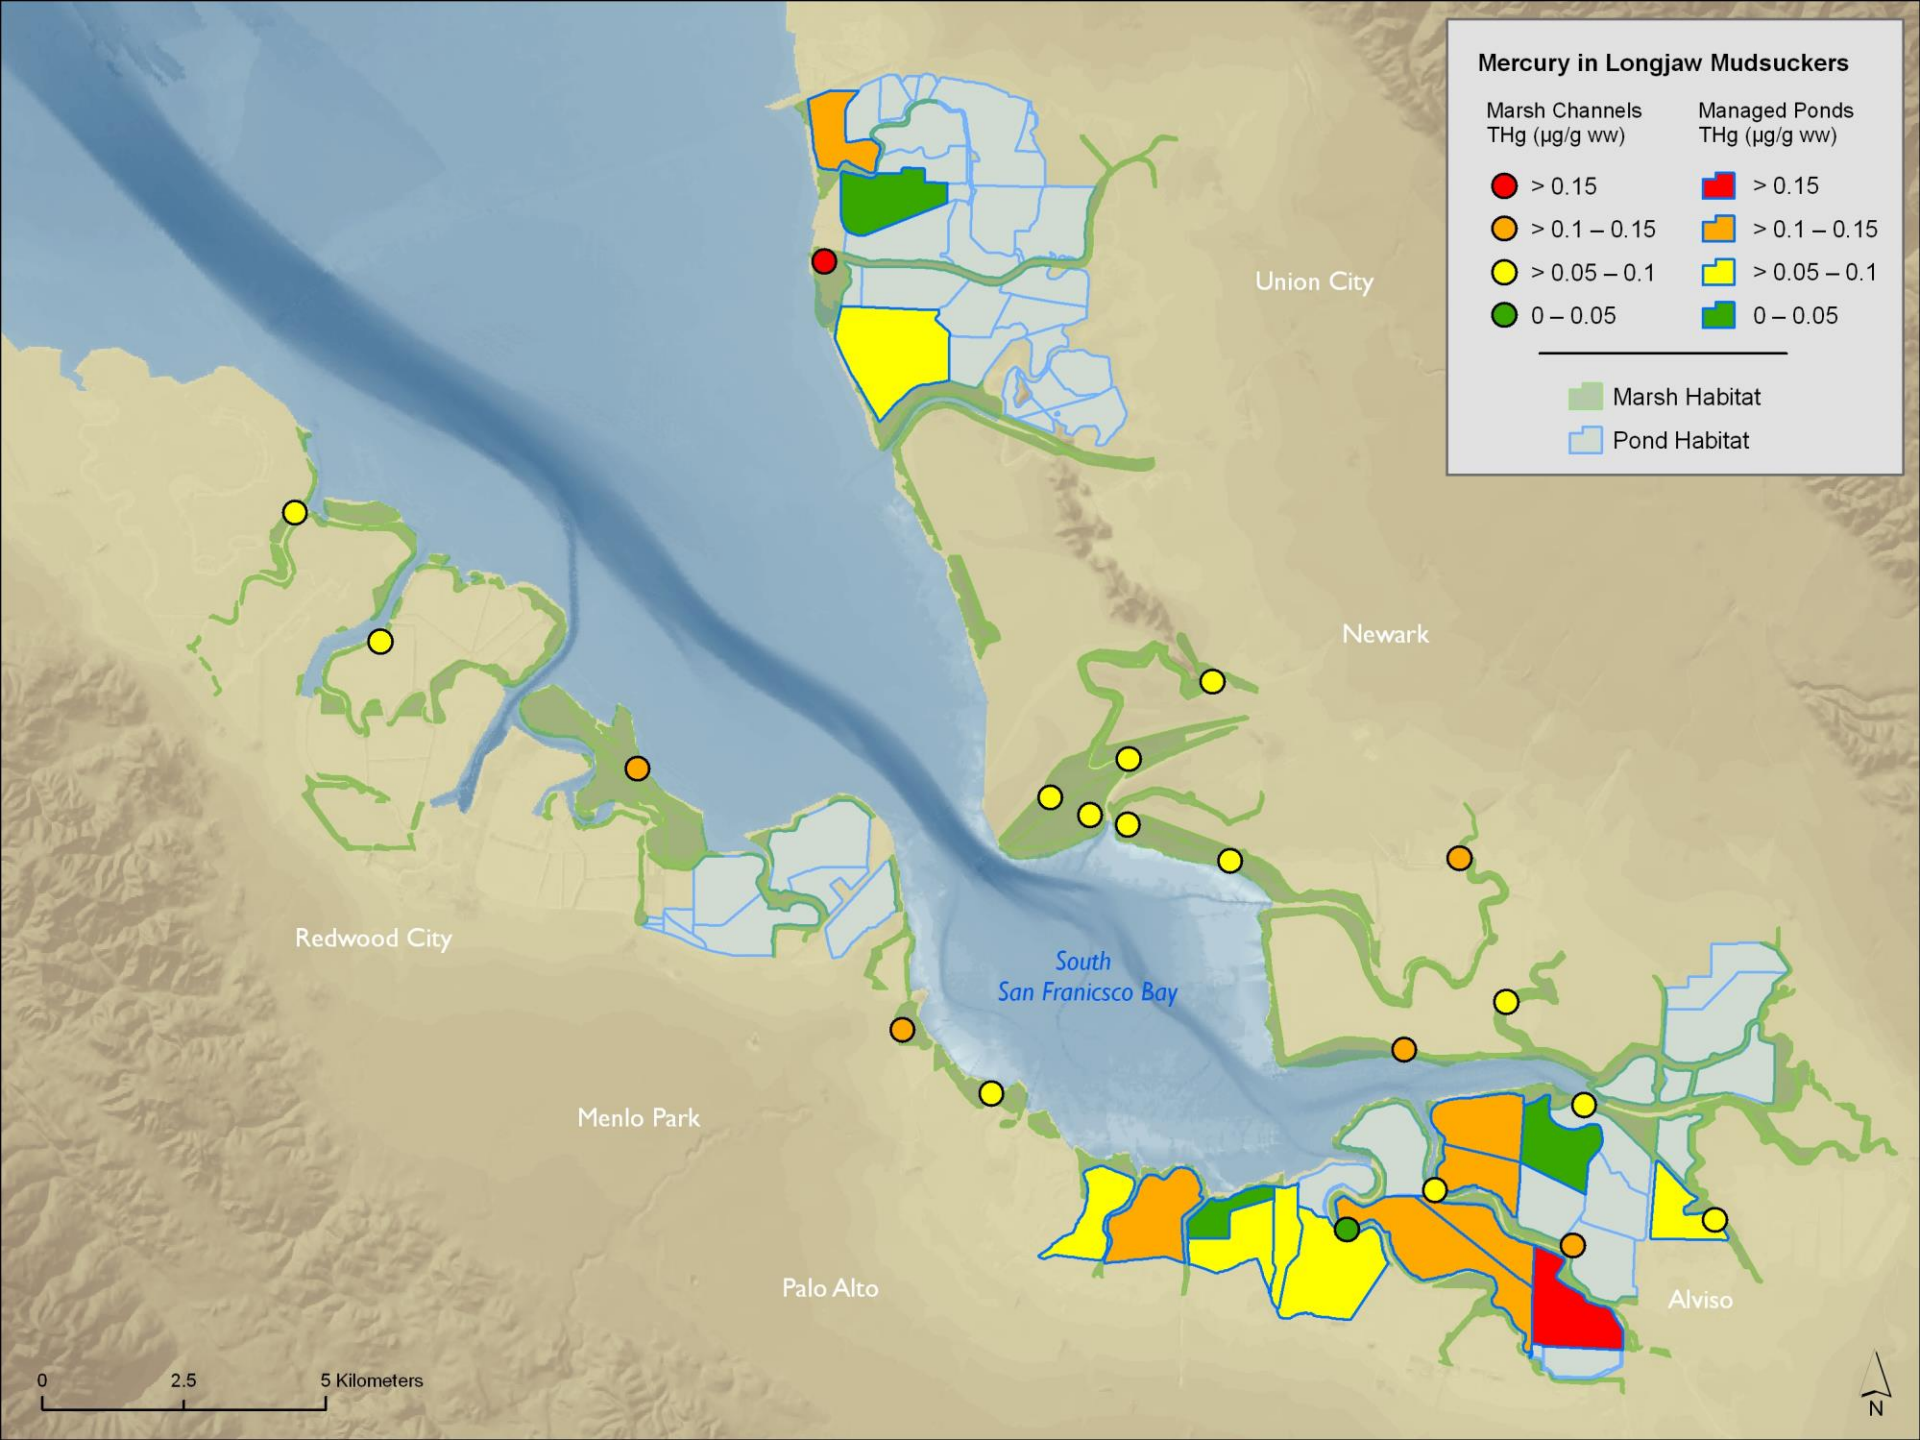 Mercury in Longjaw Mudsuckers
Marsh Channels
THg (µg/g ww)
Managed Ponds
THg (µg/g ww)
> 0.15
> 0.15
> 0.1 – 0.15
> 0.1 – 0.15
> 0.05 – 0.1
> 0.05 – 0.1
0 – 0.05
0 – 0.05
Marsh Habitat
Pond Habitat
Union City
Newark
Redwood City
South
San Franicsco Bay
Menlo Park
Palo Alto
Alviso
0 2.5 5 Kilometers
N